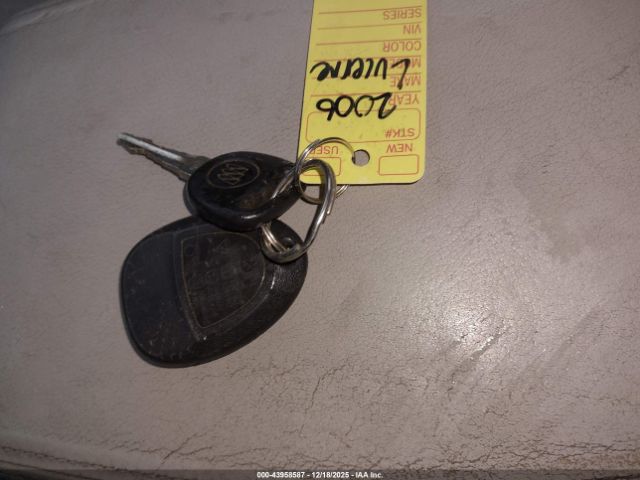 NEW
USED
STK#
YEAR
2006
MAKE
Lucerne
COLOR
VIN
SERIES
000-43958587 - 12/18/2025 - IAA Inc.